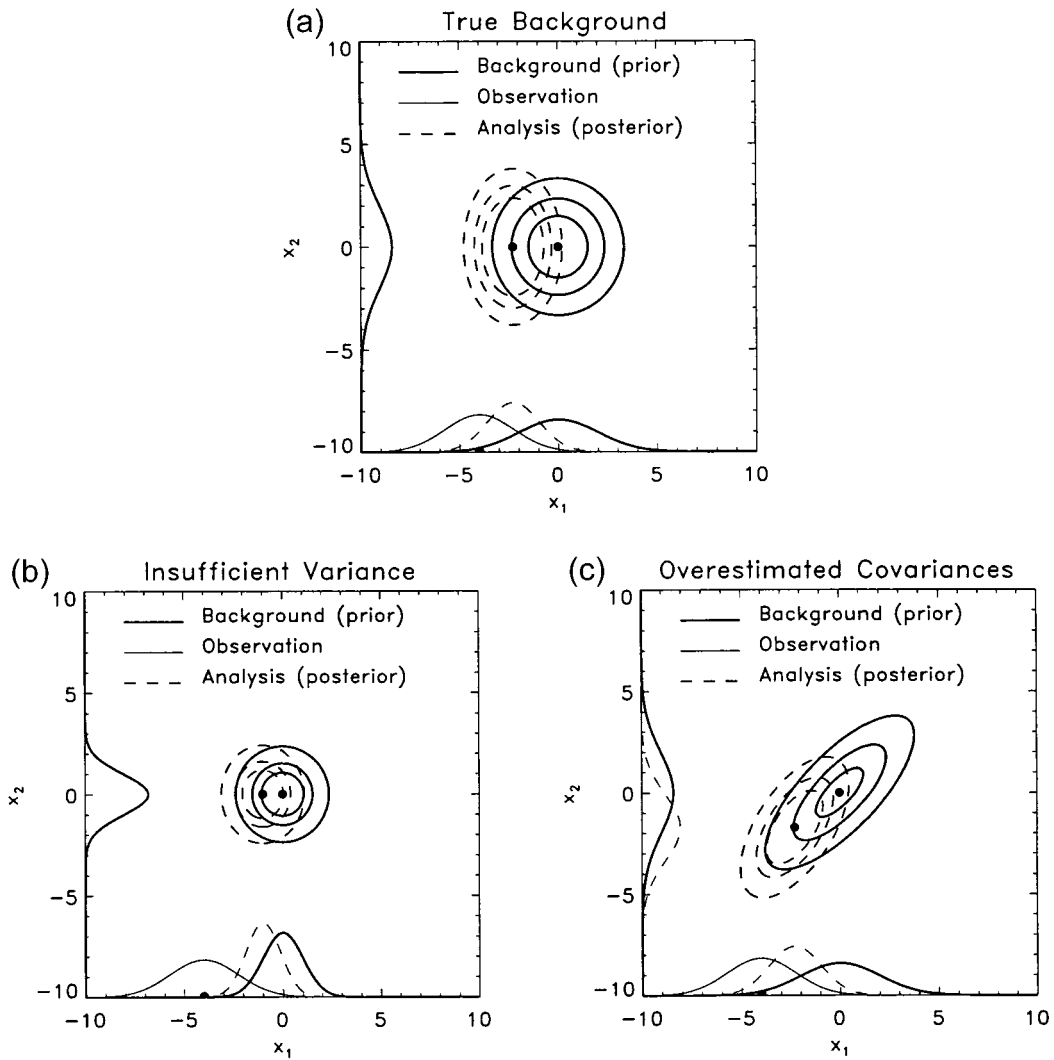 (a) True Background
10
5
0
−5
−10
x2
Background (prior)
Observation
Analysis (posterior)
−10 −5 0 5 10
x1
(b) Insufficient Variance
10
5
0
−5
−10
x2
Background (prior)
Observation
Analysis (posterior)
−10 −5 0 5 10
x1
(c) Overestimated Covariances
10
5
0
−5
−10
x2
Background (prior)
Observation
Analysis (posterior)
−10 −5 0 5 10
x1